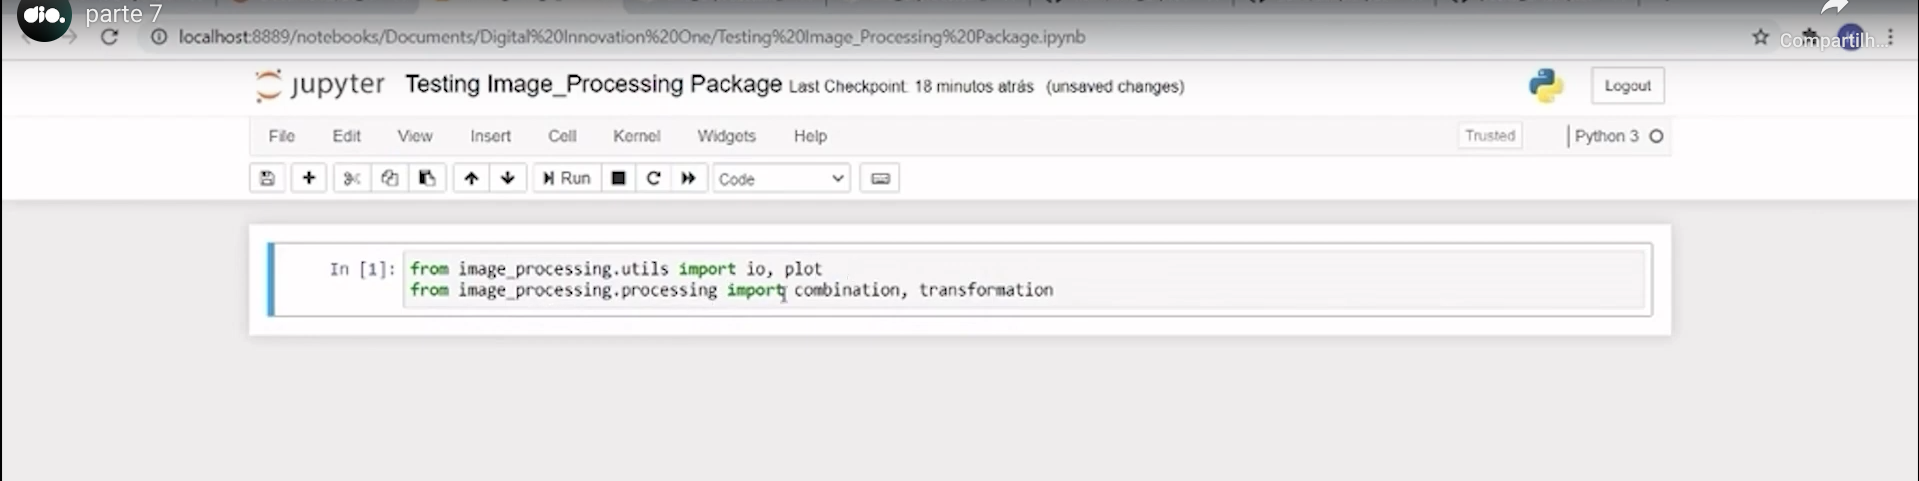 dio. parte 7
localhost:8889/notebooks/Documents/Digital%20Innovation%20One/Testing%20Image_Processing%20Package.ipynb
Compartilh...
jupyter Testing Image_Processing Package Last Checkpoint: 18 minutos atrás (unsaved changes)
Logout
File Edit View Insert Cell Kernel Widgets Help
Trusted
Python 3
Run
Code
In [1]: from image_processing.utils import io, plot
from image_processing.processing import combination, transformation